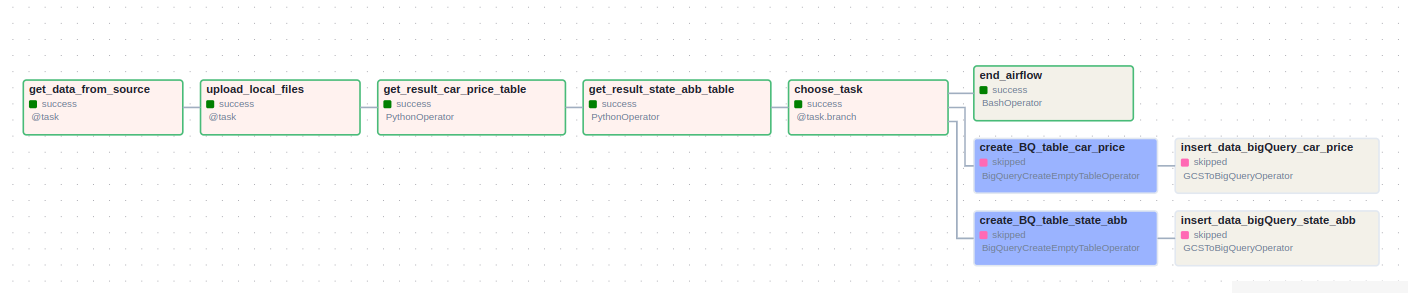 get_data_from_source
success
@task
upload_local_files
success
@task
get_result_car_price_table
success
PythonOperator
get_result_state_abb_table
success
PythonOperator
choose_task
success
@task.branch
end_airflow
success
BashOperator
create_BQ_table_car_price
skipped
BigQueryCreateEmptyTableOperator
insert_data_bigQuery_car_price
skipped
GCSToBigQueryOperator
create_BQ_table_state_abb
skipped
BigQueryCreateEmptyTableOperator
insert_data_bigQuery_state_abb
skipped
GCSToBigQueryOperator